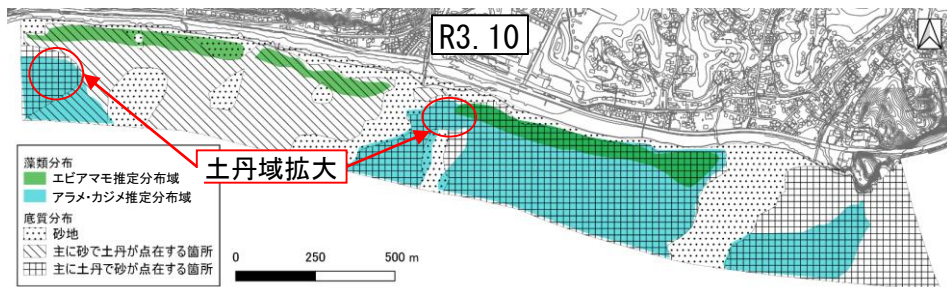 R3.10
土丹域拡大
藻類分布
エビアマモ推定分布域
アラメ・カジメ推定分布域
底質分布
砂地
主に砂で土丹が点在する箇所
主に土丹で砂が点在する箇所
0 250 500 m